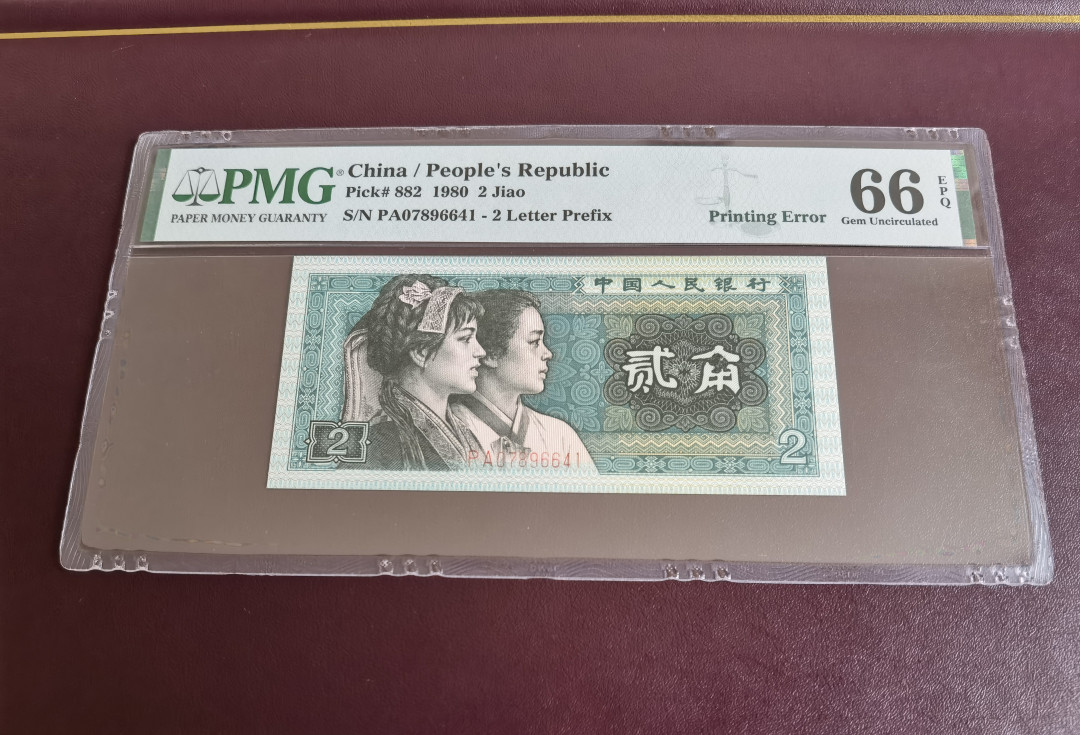 PMG® China / People's Republic
Pick# 882 1980 2 Jiao
PAPER MONEY GUARANTY
S/N PA07896641 - 2 Letter Prefix
Printing Error
66 EPQ
Gem Uncirculated
中国人民银行
贰角
2
2
PA07896641